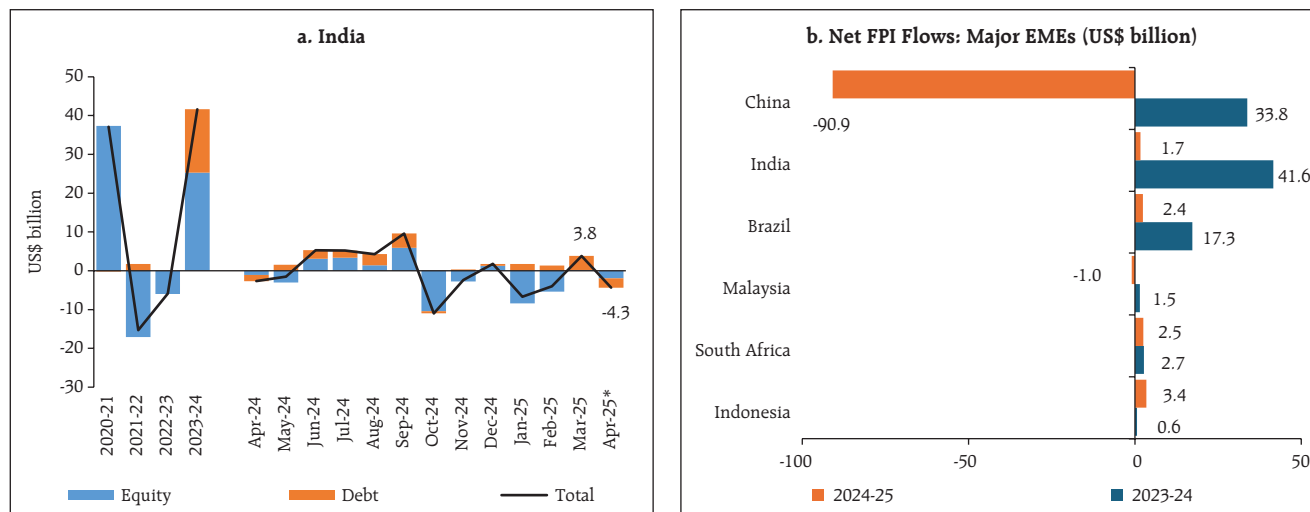 a. India
US$ billion
50
40
30
20
10
0
-10
-20
-30
3.8
-4.3
2020-21
2021-22
2022-23
2023-24
Apr-24
May-24
Jun-24
Jul-24
Aug-24
Sep-24
Oct-24
Nov-24
Dec-24
Jan-25
Feb-25
Mar-25
Apr-25*
Equity
Debt
Total
b. Net FPI Flows: Major EMEs (US$ billion)
China
-90.9
33.8
India
1.7
41.6
Brazil
2.4
17.3
Malaysia
-1.0
1.5
South Africa
2.5
2.7
Indonesia
3.4
0.6
-100
-50
0
50
2024-25
2023-24